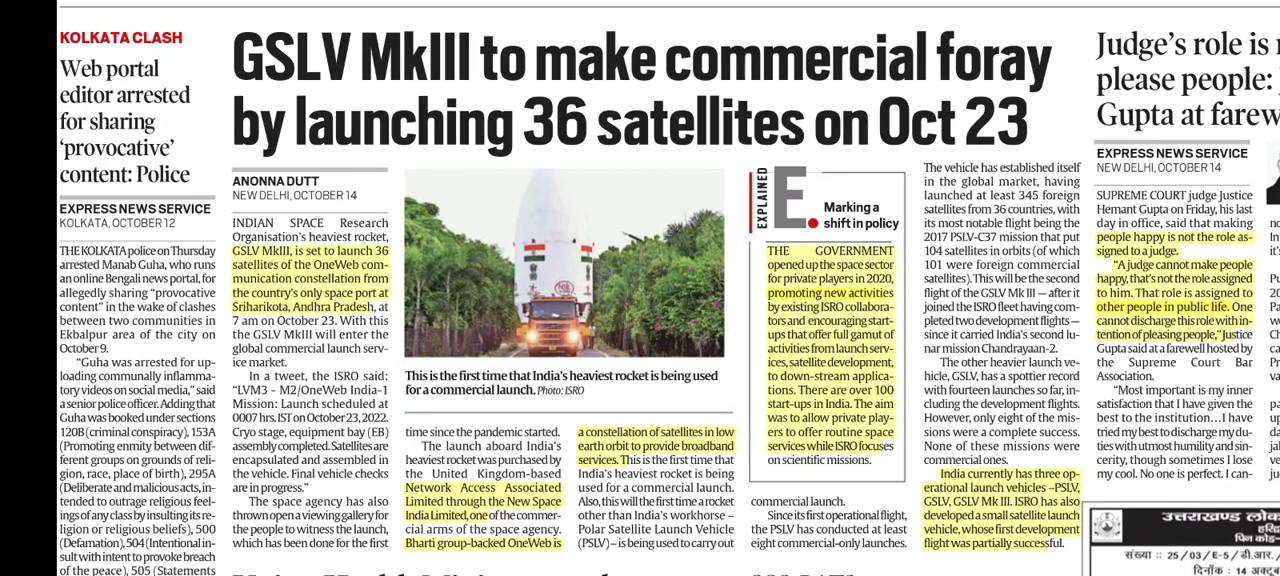 KOLKATA CLASH
Web portal
editor arrested
for sharing
'provocative'
content: Police
EXPRESS NEWS SERVICE
KOLKATA, OCTOBER 12
THE KOLKATA police on Thursday
arrested Manab Guha, who runs
an online Bengali news portal, for
allegedly sharing "provocative
content" in the wake of clashes
between two communities in
Ekbalpur area of the city on
October 9.
"Guha was arrested for up-
loading communally inflamma-
tory videos on social media," said
a senior police officer. Adding that
Guha was booked under sections
120B (criminal conspiracy), 153A
(Promoting enmity between dif-
ferent groups on grounds of reli-
gion, race, place of birth), 295A
(Deliberate and malicious acts, in-
tended to outrage religious feel-
ings of any class by insulting its re-
ligion or religious beliefs), 500
(Defamation), 504 (Intentional in-
sult with intent to provoke breach
of the peace), 505 (Statements
GSLV MkIII to make commercial foray
by launching 36 satellites on Oct 23
ANONNA DUTT
NEW DELHI, OCTOBER 14
INDIAN SPACE Research
Organisation's heaviest rocket,
GSLV MkIII, is set to launch 36
satellites of the OneWeb com-
munication constellation from
the country's only space port at
Sriharikota, Andhra Pradesh, at
7 am on October 23. With this
the GSLV MkIII will enter the
global commercial launch serv-
ice market.
In a tweet, the ISRO said:
"LVM3 - M2/OneWeb India-1
Mission: Launch scheduled at
0007 hrs. IST on October 23, 2022.
Cryo stage, equipment bay (EB)
assembly completed. Satellites are
encapsulated and assembled in
the vehicle. Final vehicle checks
are in progress."
The space agency has also
thrown open a viewing gallery for
the people to witness the launch,
which has been done for the first
This is the first time that India's heaviest rocket is being used
for a commercial launch. Photo: ISRO
time since the pandemic started.
The launch aboard India's
heaviest rocket was purchased by
the United Kingdom-based
Network Access Associated
Limited through the New Space
India Limited, one of the commer-
cial arms of the space agency.
Bharti group-backed OneWeb is
a constellation of satellites in low
earth orbit to provide broadband
services. This is the first time that
India's heaviest rocket is being
used for a commercial launch.
Also, this will the first time a rocket
other than India's workhorse –
Polar Satellite Launch Vehicle
(PSLV) – is being used to carry out
EXPLAINED
E
Marking a
shift in policy
THE GOVERNMENT
opened up the space sector
for private players in 2020,
promoting new activities
by existing ISRO collabora-
tors and encouraging start-
ups that offer full gamut of
activities from launch serv-
ices, satellite development,
to down-stream applica-
tions. There are over 100
start-ups in India. The aim
was to allow private play-
ers to offer routine space
services while ISRO focuses
on scientific missions.
commercial launch.
Since its first operational flight,
the PSLV has conducted at least
eight commercial-only launches.
The vehicle has established itself
in the global market, having
launched at least 345 foreign
satellites from 36 countries, with
its most notable flight being the
2017 PSLV-C37 mission that put
104 satellites in orbits (of which
101 were foreign commercial
satellites). This will be the second
flight of the GSLV Mk III — after it
joined the ISRO fleet having com-
pleted two development flights —
since it carried India's second lu-
nar mission Chandrayaan-2.
The other heavier launch ve-
hicle, GSLV, has a spottier record
with fourteen launches so far, in-
cluding the development flights.
However, only eight of the mis-
sions were a complete success.
None of these missions were
commercial ones.
India currently has three op-
erational launch vehicles –PSLV,
GSLV, GSLV Mk III. ISRO has also
developed a small satellite launch
vehicle, whose first development
flight was partially successful.
Judge's role is
please people:
Gupta at farew
EXPRESS NEWS SERVICE
NEW DELHI, OCTOBER 14
SUPREME COURT judge Justice
Hemant Gupta on Friday, his last
day in office, said that making
people happy is not the role as-
signed to a judge.
"A judge cannot make people
happy, that's not the role assigned
to him. That role is assigned to
other people in public life. One
cannot discharge this role with in-
tention of pleasing people," Justice
Gupta said at a farewell hosted by
the Supreme Court Bar
Association.
"Most important is my inner
satisfaction that I have given the
best to the institution...I have
tried my best to discharge my du-
ties with utmost humility and sin-
cerity, though sometimes I lose
my cool. No one is perfect. I can-
उत्तराखण्ड लोक
हरि
पिन कोड-
संख्या :: 25/03/E-5/डी.आर.
दिनाँक : 14 अक्टूब